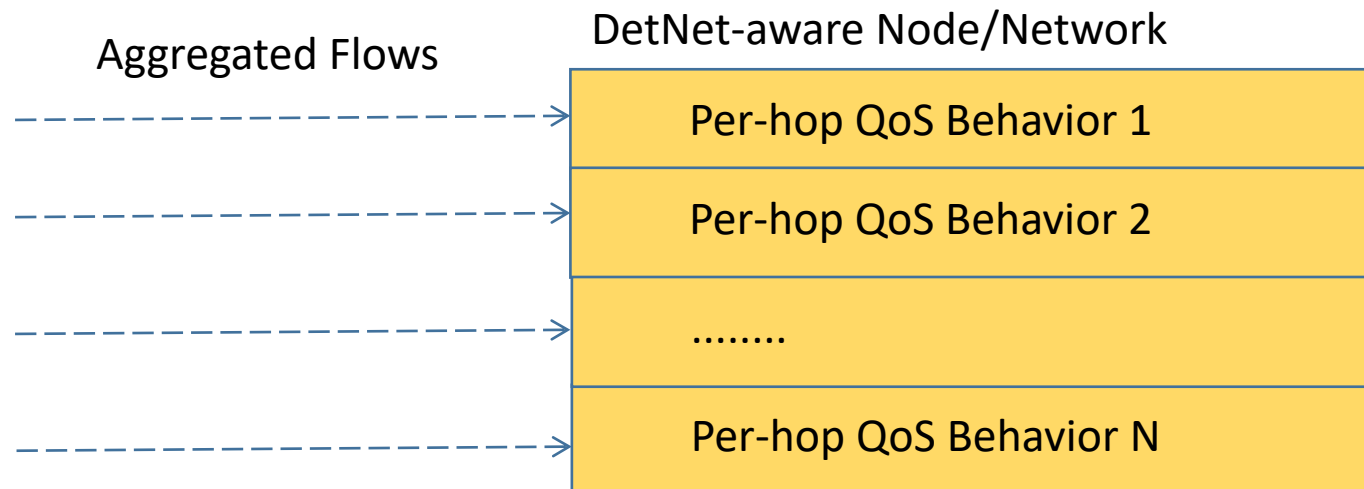 Aggregated Flows
DetNet-aware Node/Network
Per-hop QoS Behavior 1
Per-hop QoS Behavior 2
........
Per-hop QoS Behavior N